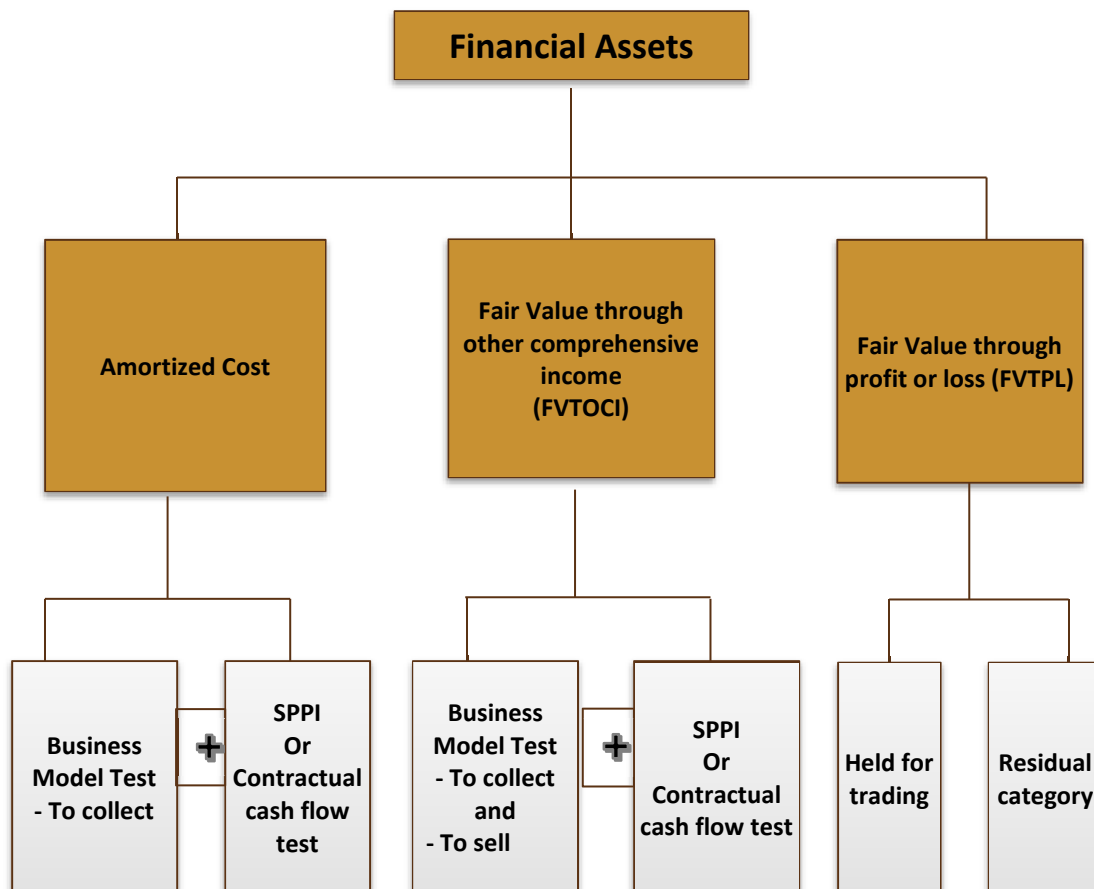 Financial Assets
Amortized Cost
Fair Value through
other comprehensive
income
(FVTOCI)
Fair Value through
profit or loss (FVTPL)
Business
Model Test
- To collect
+
SPPI
Or
Contractual
cash flow
test
Business
Model Test
- To collect
and
- To sell
+
SPPI
Or
Contractual
cash flow test
Held for
trading
Residual
category